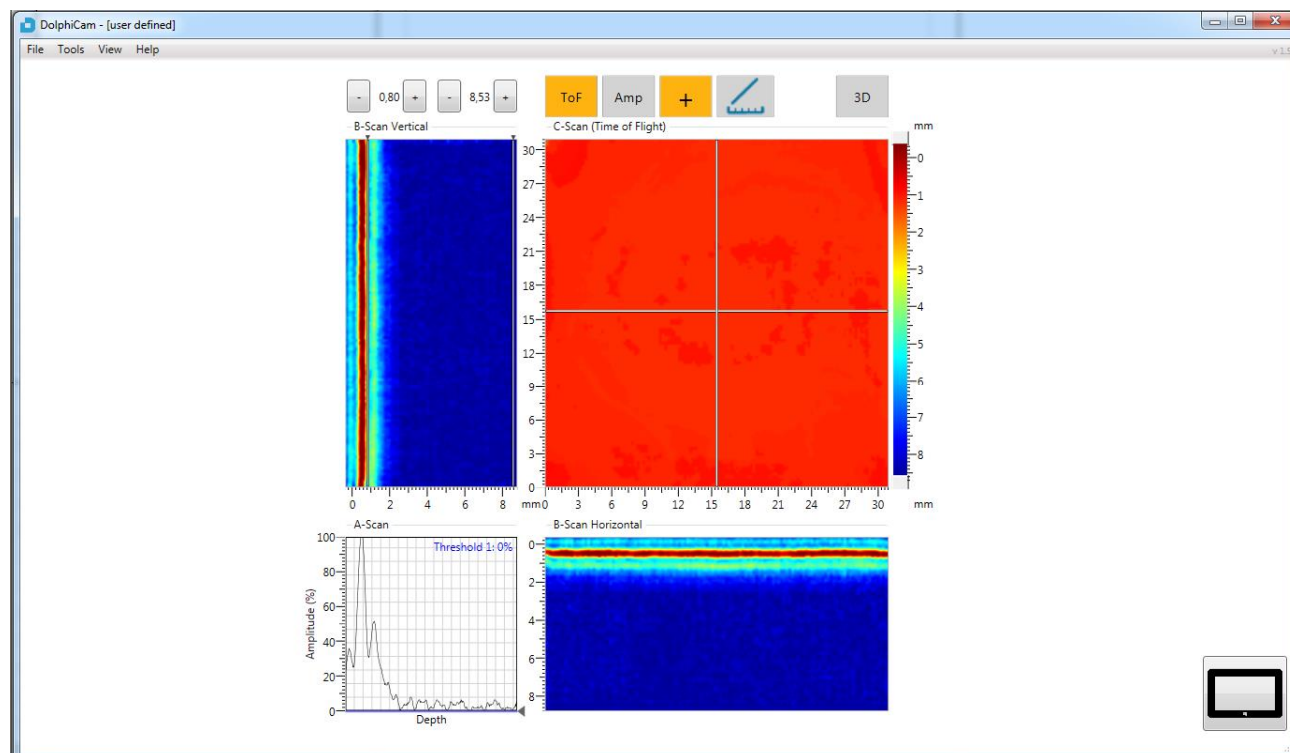 DolphiCam - [user defined]
File Tools View Help
- 0,80 + - 8,53 + ToF Amp + 3D
B-Scan Vertical
C-Scan (Time of Flight)
mm
30
27
24
21
18
15
12
9
6
3
0
0
1
2
3
4
5
6
7
8
0 2 4 6 8 mm
0 3 6 9 12 15 18 21 24 27 30 mm
A-Scan
Threshold 1: 0%
Amplitude (%)
100
80
60
40
20
0
Depth
B-Scan Horizontal
0
2
4
6
8